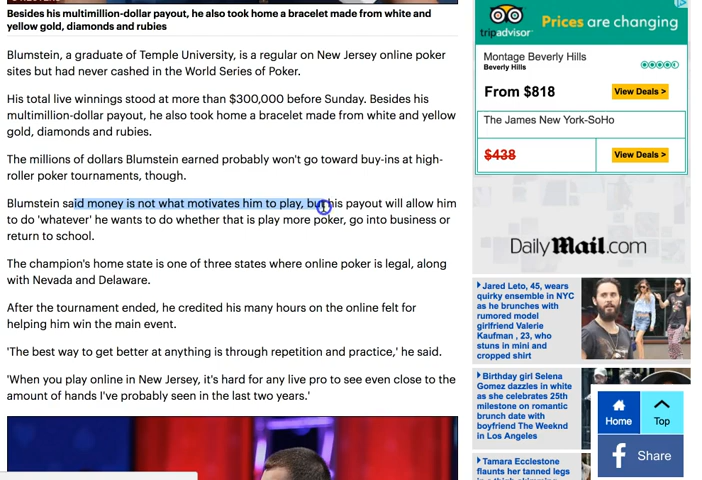 Besides his multimillion-dollar payout, he also took home a bracelet made from white and
yellow gold, diamonds and rubies
Blumstein, a graduate of Temple University, is a regular on New Jersey online poker
sites but had never cashed in the World Series of Poker.
His total live winnings stood at more than $300,000 before Sunday. Besides his
multimillion-dollar payout, he also took home a bracelet made from white and yellow
gold, diamonds and rubies.
The millions of dollars Blumstein earned probably won't go toward buy-ins at high-
roller poker tournaments, though.
Blumstein said money is not what motivates him to play, but his payout will allow him
to do 'whatever' he wants to do whether that is play more poker, go into business or
return to school.
The champion's home state is one of three states where online poker is legal, along
with Nevada and Delaware.
After the tournament ended, he credited his many hours on the online felt for
helping him win the main event.
'The best way to get better at anything is through repetition and practice,' he said.
'When you play online in New Jersey, it's hard for any live pro to see even close to the
amount of hands I've probably seen in the last two years.'
tripadvisor
Prices are changing
Montage Beverly Hills
Beverly Hills
From $818
View Deals >
The James New York-SoHo
$438
View Deals >
Daily Mail.com
Jared Leto, 45, wears
quirky ensemble in NYC
as he brunches with
rumored model
girlfriend Valerie
Kaufman , 23, who
stuns in mini and
cropped shirt
Birthday girl Selena
Gomez dazzles in white
as she celebrates 25th
milestone on romantic
brunch date with
boyfriend The Weeknd
in Los Angeles
Tamara Ecclestone
flaunts her tanned legs
Home
Top
f Share